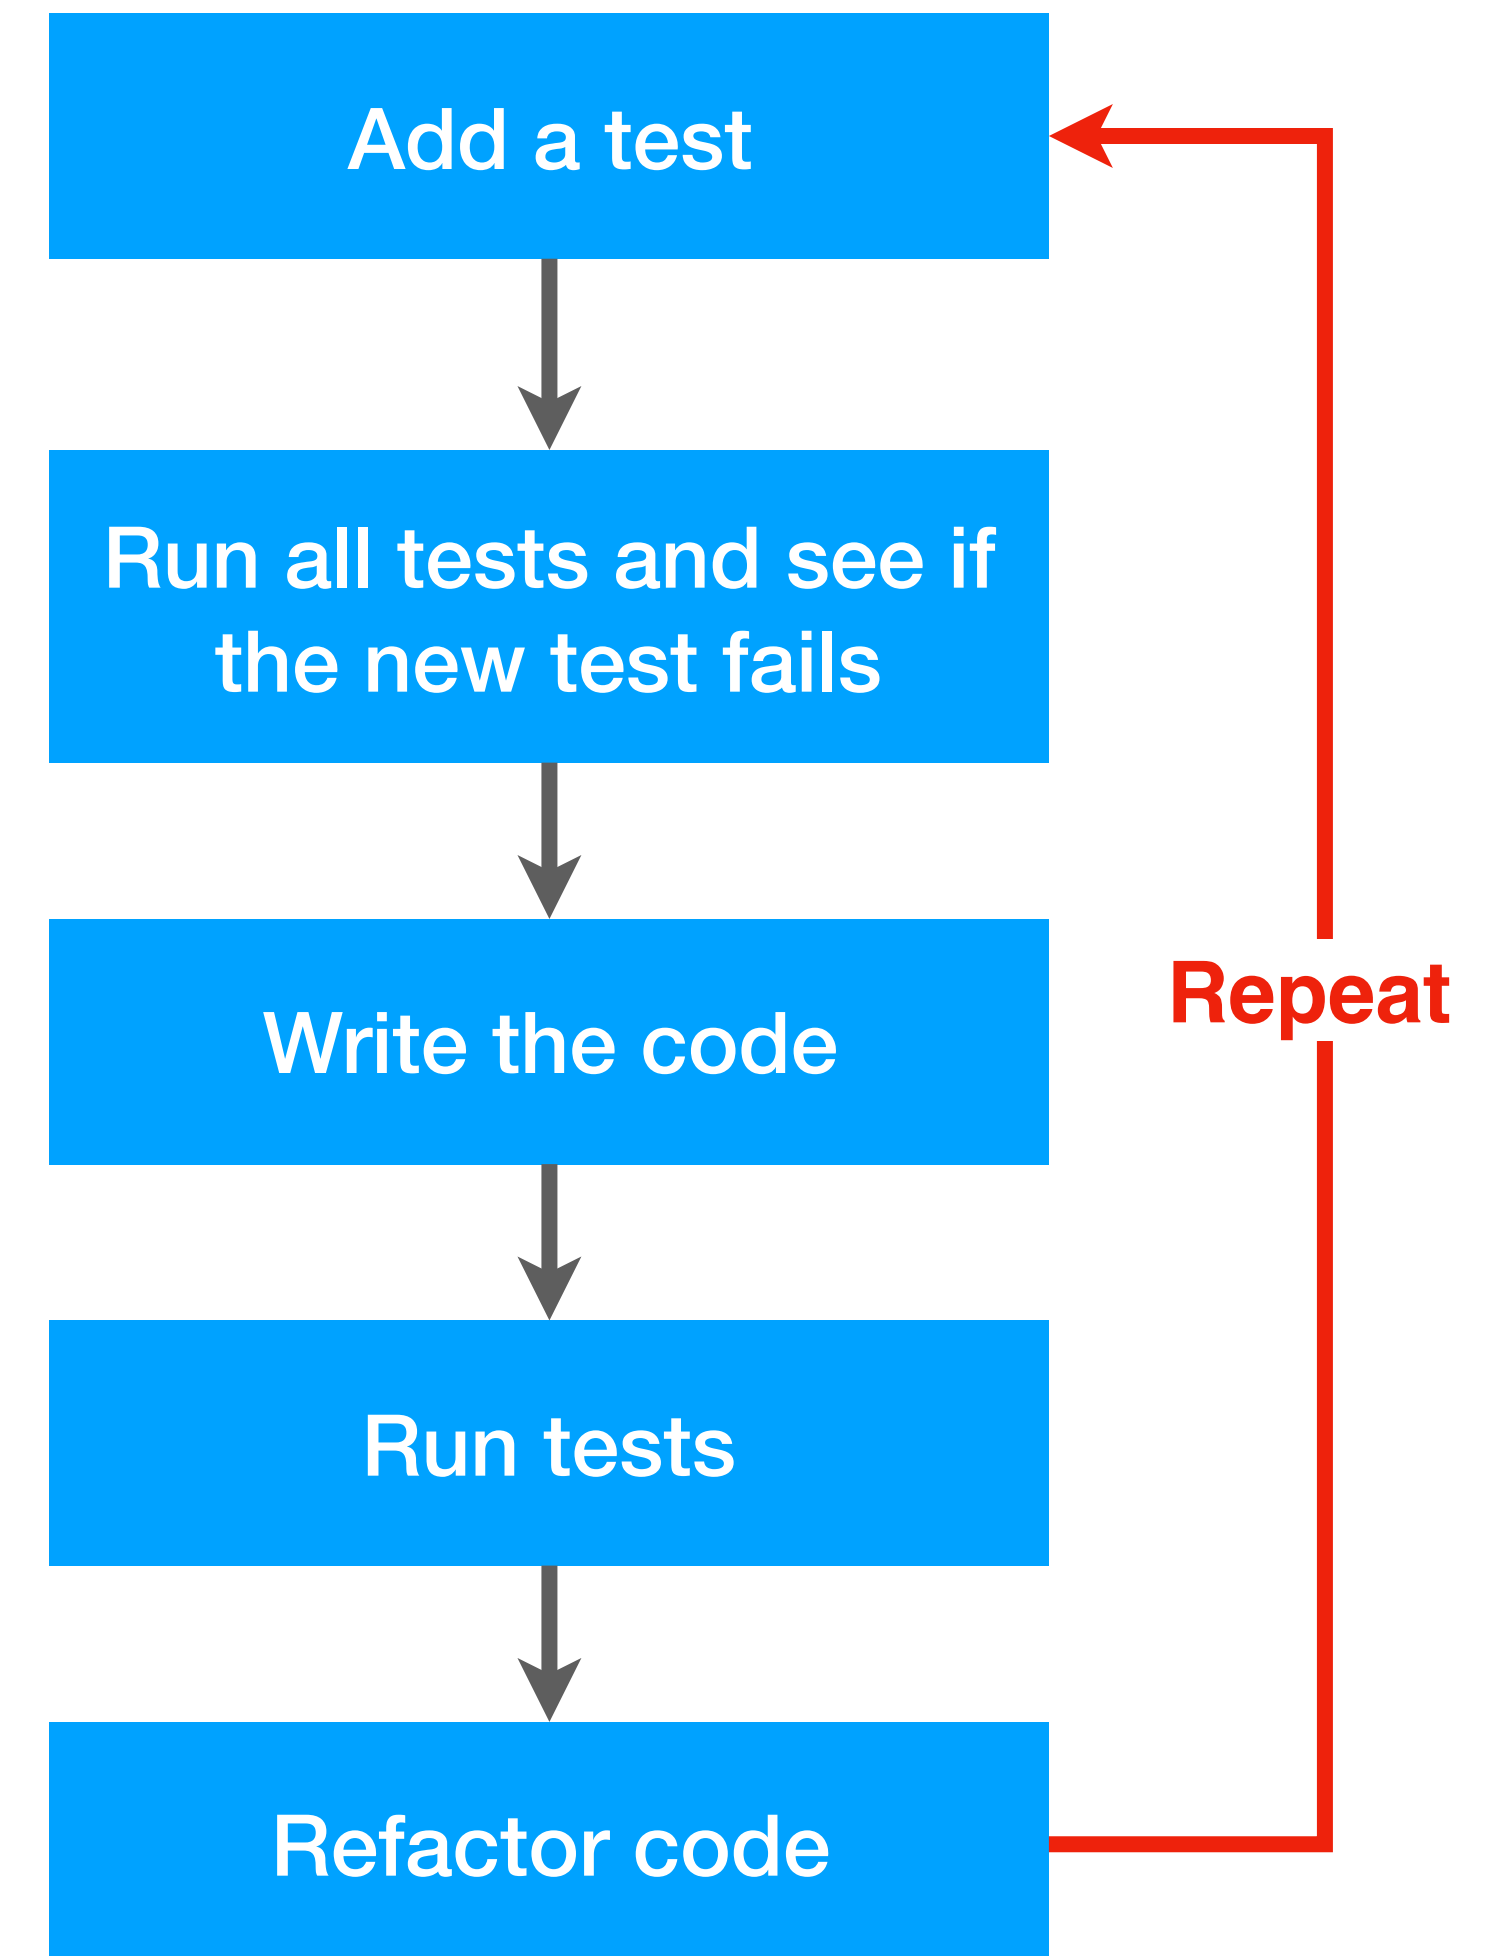 Add a test
Run all tests and see if
the new test fails
Write the code
Repeat
Run tests
Refactor code